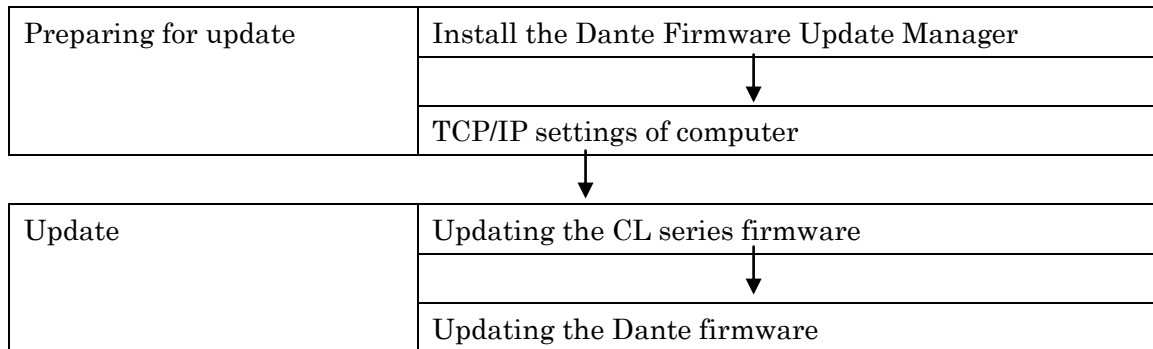 Preparing for update
Install the Dante Firmware Update Manager
TCP/IP settings of computer
Update
Updating the CL series firmware
Updating the Dante firmware